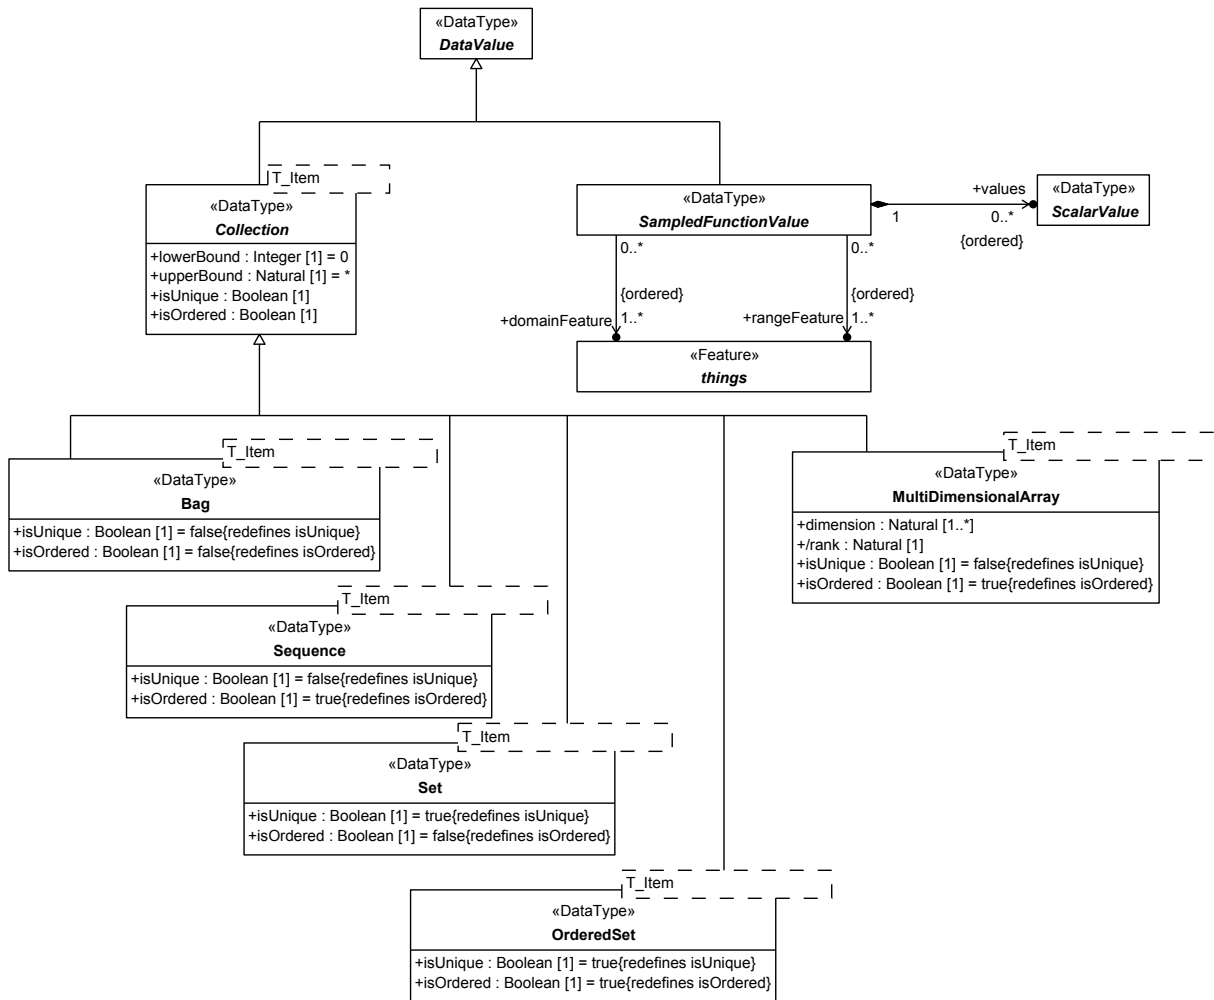 «DataType»
DataValue
T_Item
«DataType»
Collection
+lowerBound : Integer [1] = 0
+upperBound : Natural [1] = *
+isUnique : Boolean [1]
+isOrdered : Boolean [1]
«DataType»
SampledFunctionValue
+values
1
0..*
{ordered}
«DataType»
ScalarValue
0..*
0..*
{ordered}
{ordered}
+domainFeature
1..*
+rangeFeature
1..*
«Feature»
things
T_Item
«DataType»
Bag
+isUnique : Boolean [1] = false{redefines isUnique}
+isOrdered : Boolean [1] = false{redefines isOrdered}
T_Item
«DataType»
MultiDimensionalArray
+dimension : Natural [1..*]
+/rank : Natural [1]
+isUnique : Boolean [1] = false{redefines isUnique}
+isOrdered : Boolean [1] = true{redefines isOrdered}
T_Item
«DataType»
Sequence
+isUnique : Boolean [1] = false{redefines isUnique}
+isOrdered : Boolean [1] = true{redefines isOrdered}
T_Item
«DataType»
Set
+isUnique : Boolean [1] = true{redefines isUnique}
+isOrdered : Boolean [1] = false{redefines isOrdered}
T_Item
«DataType»
OrderedSet
+isUnique : Boolean [1] = true{redefines isUnique}
+isOrdered : Boolean [1] = true{redefines isOrdered}